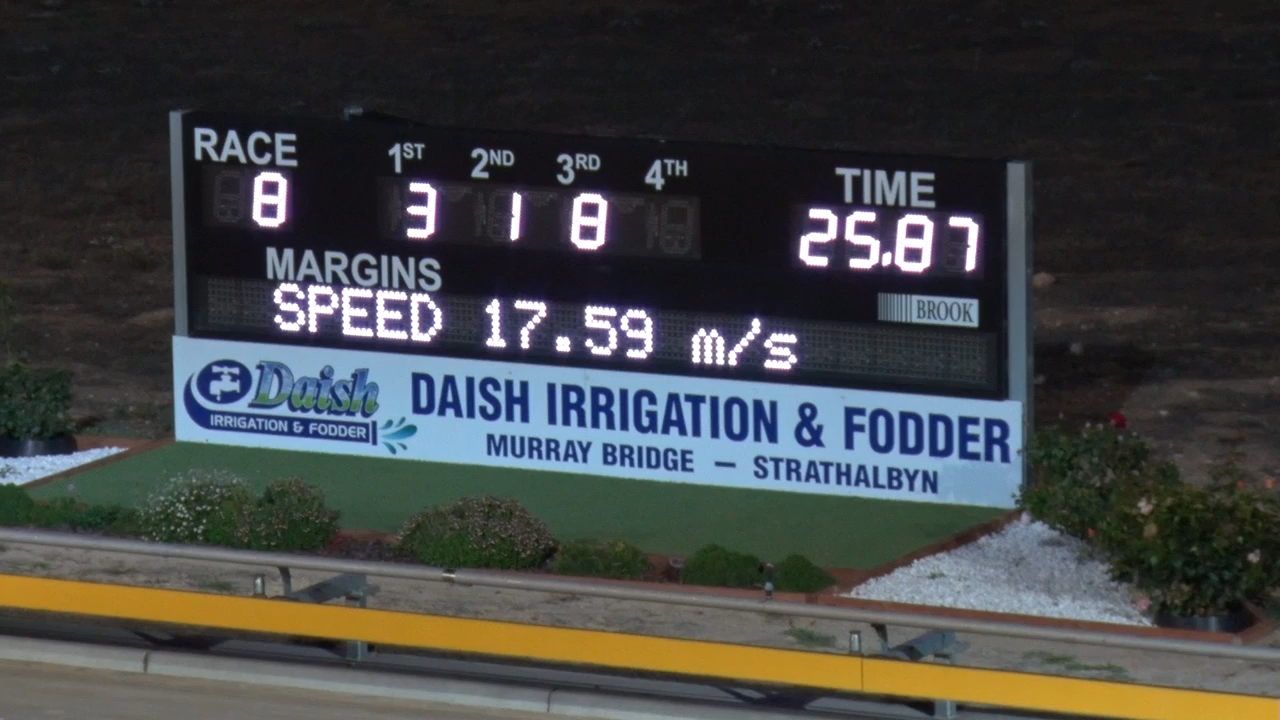 RACE 1ST 2ND 3RD 4TH TIME
8 3 1 8 25.87
MARGINS
BROOK
SPEED 17.59 m/s
Daish
IRRIGATION & FODDER
DAISH IRRIGATION & FODDER
MURRAY BRIDGE – STRATHALBYN